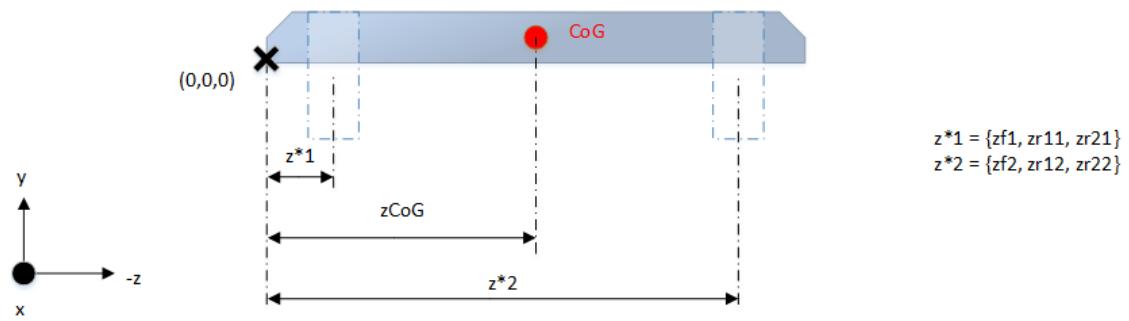 CoG
(0,0,0)
z*1 = {zf1, zr11, zr21}
z*2 = {zf2, zr12, zr22}
z*1
y
zCoG
-z
z*2
x